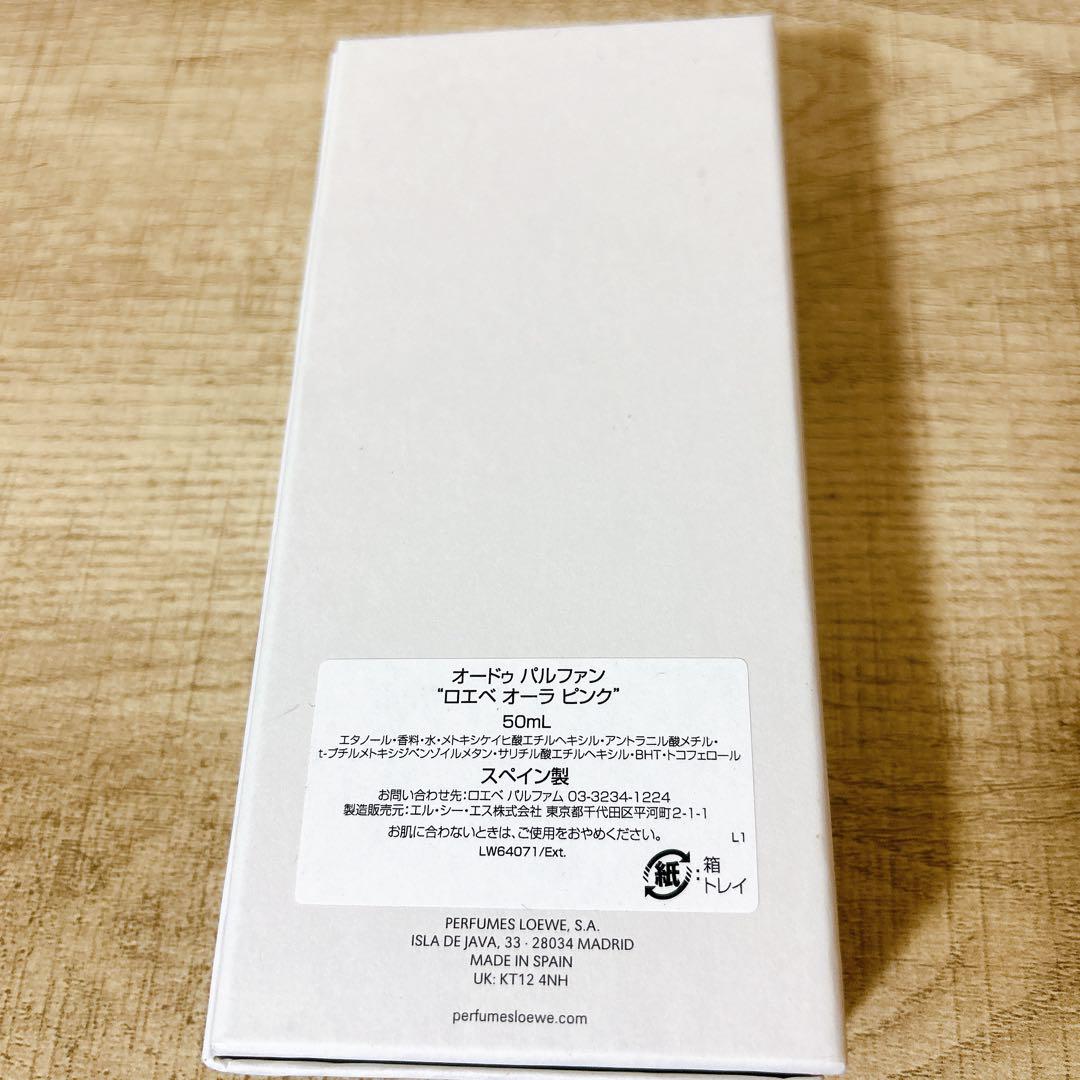 オードゥ パルファン
“ロエベ オーラ ピンク”
50mL
エタノール・香料・水・メトキシケイヒ酸エチルヘキシル・アントラニル酸メチル・
t-ブチルメトキシジベンゾイルメタン・サリチル酸エチルヘキシル・BHT・トコフェロール
スペイン製
お問い合わせ先:ロエベ パルファム 03-3234-1224
製造販売元:エル・シー・エス株式会社 東京都千代田区平河町2-1-1
お肌に合わないときは、ご使用をおやめください。 L1
LW64071/Ext.
紙:箱
トレイ
PERFUMES LOEWE, S.A.
ISLA DE JAVA, 33 · 28034 MADRID
MADE IN SPAIN
UK: KT12 4NH
perfumesloewe.com